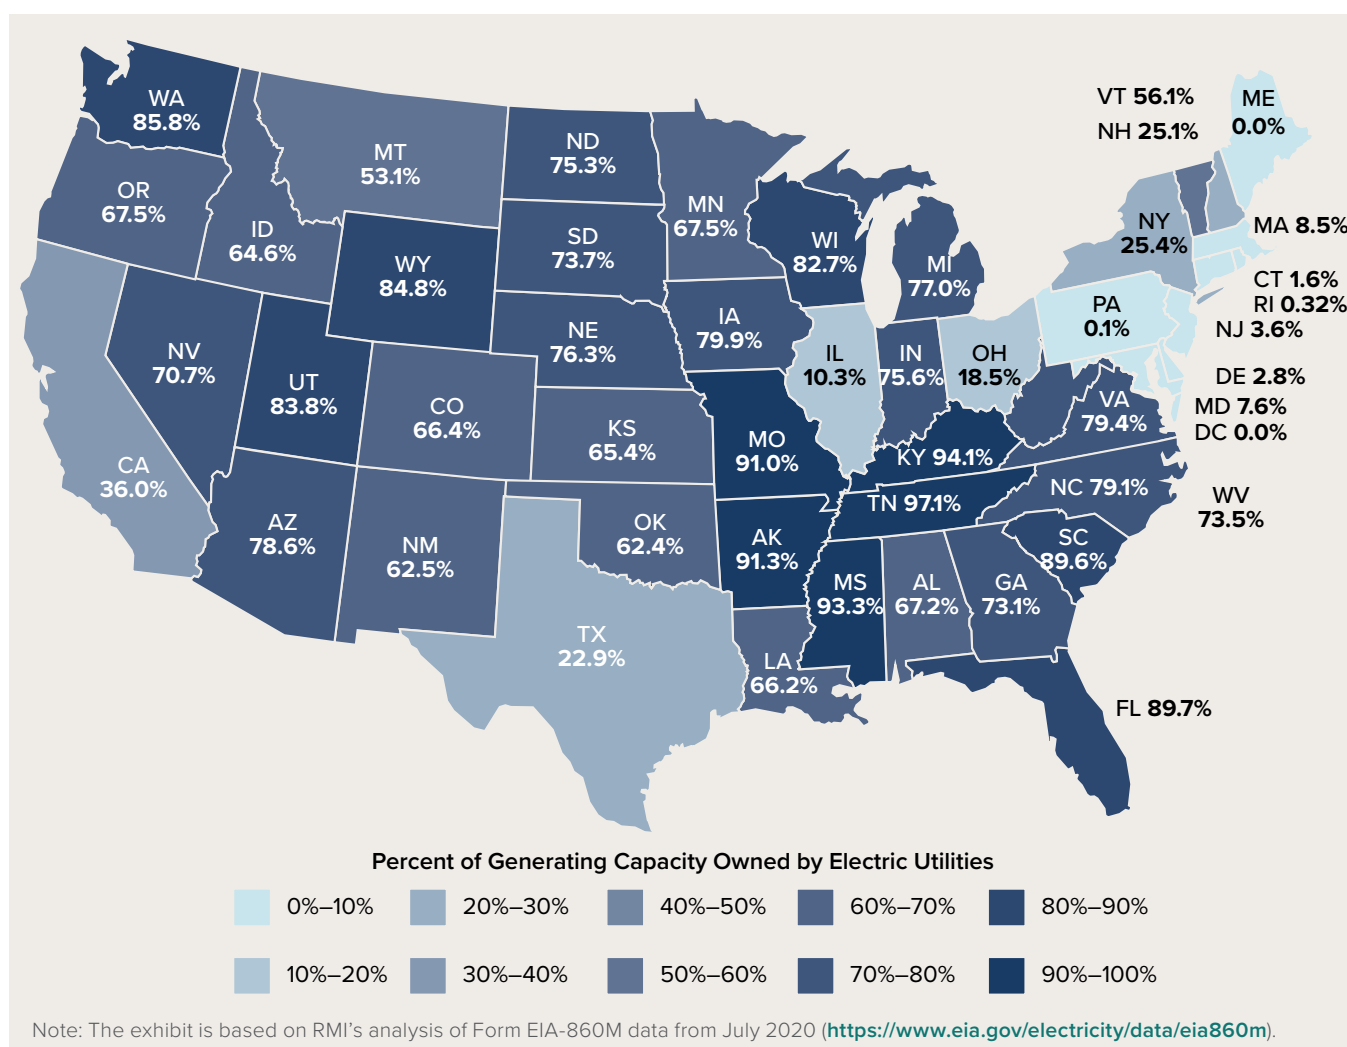 WA
85.8%
OR
67.5%
ID
64.6%
MT
53.1%
WY
84.8%
ND
75.3%
SD
73.7%
NE
76.3%
MN
67.5%
WI
82.7%
MI
77.0%
IA
79.9%
NV
70.7%
UT
83.8%
CO
66.4%
KS
65.4%
CA
36.0%
AZ
78.6%
NM
62.5%
OK
62.4%
TX
22.9%
MO
91.0%
AK
91.3%
LA
66.2%
IL
10.3%
IN
75.6%
OH
18.5%
KY 94.1%
TN 97.1%
MS
93.3%
AL
67.2%
GA
73.1%
SC
89.6%
NC 79.1%
VA
79.4%
WV
73.5%
FL 89.7%
PA
0.1%
NY
25.4%
VT 56.1%
NH 25.1%
ME
0.0%
MA 8.5%
CT 1.6%
RI 0.32%
NJ 3.6%
DE 2.8%
MD 7.6%
DC 0.0%
Percent of Generating Capacity Owned by Electric Utilities
0%–10%
20%–30%
40%–50%
60%–70%
80%–90%
10%–20%
30%–40%
50%–60%
70%–80%
90%–100%
Note: The exhibit is based on RMI’s analysis of Form EIA-860M data from July 2020 (https://www.eia.gov/electricity/data/eia860m).